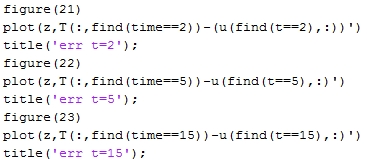 figure(21)
plot(z,T(:,find(time==2))-(u(find(t==2),:))')
title('err t=2');
figure(22)
plot(z,T(:,find(time==5))-u(find(t==5),:)')
title('err t=5');
figure(23)
plot(z,T(:,find(time==15))-u(find(t==15),:)')
title('err t=15');